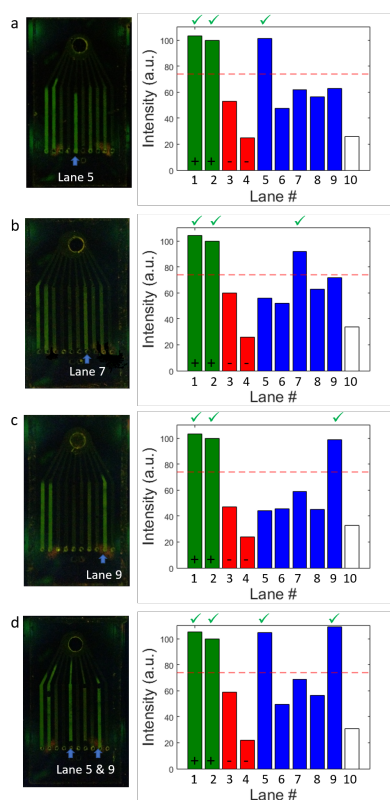 a
✓ ✓ ✓
Intensity (a.u.)
100
80
60
40
20
0
+ + - -
1 2 3 4 5 6 7 8 9 10
Lane #
Lane 5
b
✓ ✓ ✓
Intensity (a.u.)
100
80
60
40
20
0
+ + - -
1 2 3 4 5 6 7 8 9 10
Lane #
Lane 7
c
✓ ✓ ✓
Intensity (a.u.)
100
80
60
40
20
0
+ + - -
1 2 3 4 5 6 7 8 9 10
Lane #
Lane 9
d
✓ ✓ ✓ ✓
Intensity (a.u.)
100
80
60
40
20
0
+ + - -
1 2 3 4 5 6 7 8 9 10
Lane #
Lane 5 & 9